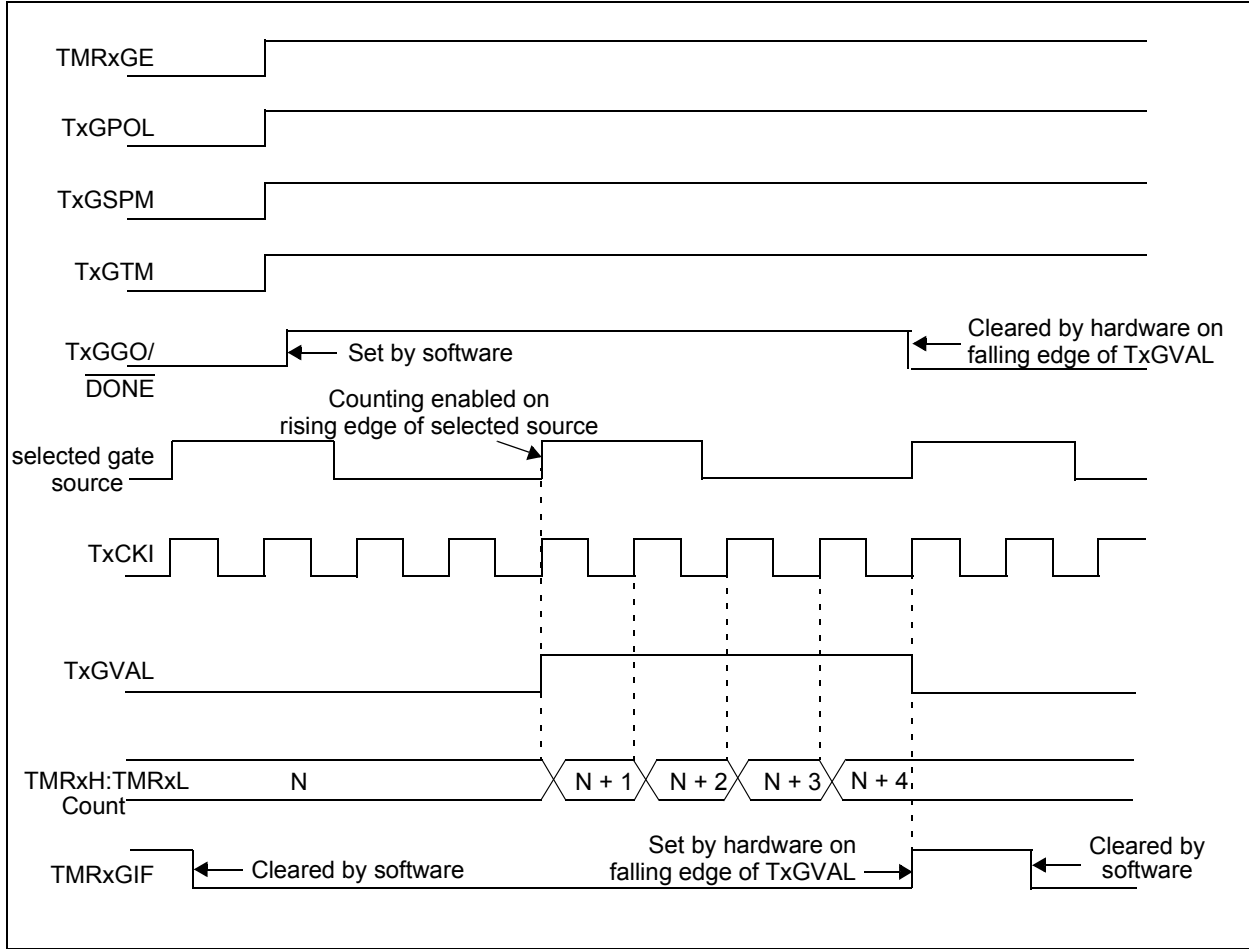 TMRxGE
TxGPOL
TxGSPM
TxGTM
TxGGO/
DONE
Set by software
Cleared by hardware on
falling edge of TxGVAL
Counting enabled on
rising edge of selected source
selected gate
source
TxCKI
TxGVAL
TMRxH:TMRxL
Count
N
N + 1
N + 2
N + 3
N + 4
TMRxGIF
Cleared by software
Set by hardware on
falling edge of TxGVAL
Cleared by
software